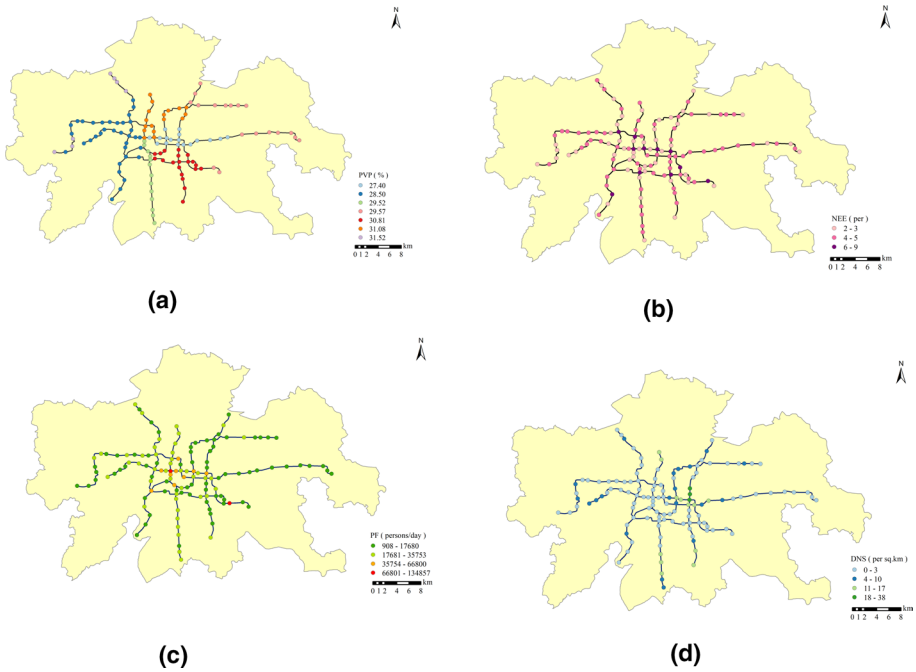 N
PVP ( % )
27.40
28.50
29.52
29.57
30.81
31.08
31.52
km
0 1 2 4 6 8
(a)
N
NEE ( per )
2 - 3
4 - 5
6 - 9
km
0 1 2 4 6 8
(b)
N
PF ( persons/day )
908 - 17680
17681 - 35753
35754 - 66800
66801 - 134857
km
0 1 2 4 6 8
(c)
N
DNS ( per sq.km )
0 - 3
4 - 10
11 - 17
18 - 38
km
0 1 2 4 6 8
(d)